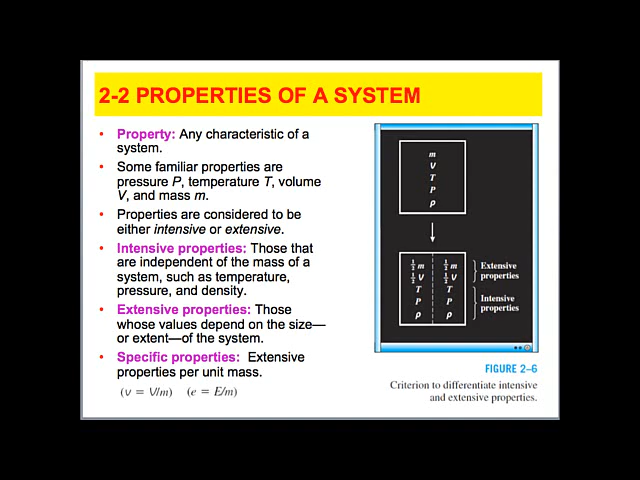 2-2 PROPERTIES OF A SYSTEM
• Property: Any characteristic of a
system.
• Some familiar properties are
pressure P, temperature T, volume
V, and mass m.
• Properties are considered to be
either intensive or extensive.
• Intensive properties: Those that
are independent of the mass of a
system, such as temperature,
pressure, and density.
• Extensive properties: Those
whose values depend on the size—
or extent—of the system.
• Specific properties: Extensive
properties per unit mass.
(v = V/m) (e = E/m)
m
V
T
P
ρ
½ m ½ m
½ V ½ V
T T
P P
ρ ρ
Extensive
properties
Intensive
properties
FIGURE 2–6
Criterion to differentiate intensive
and extensive properties.